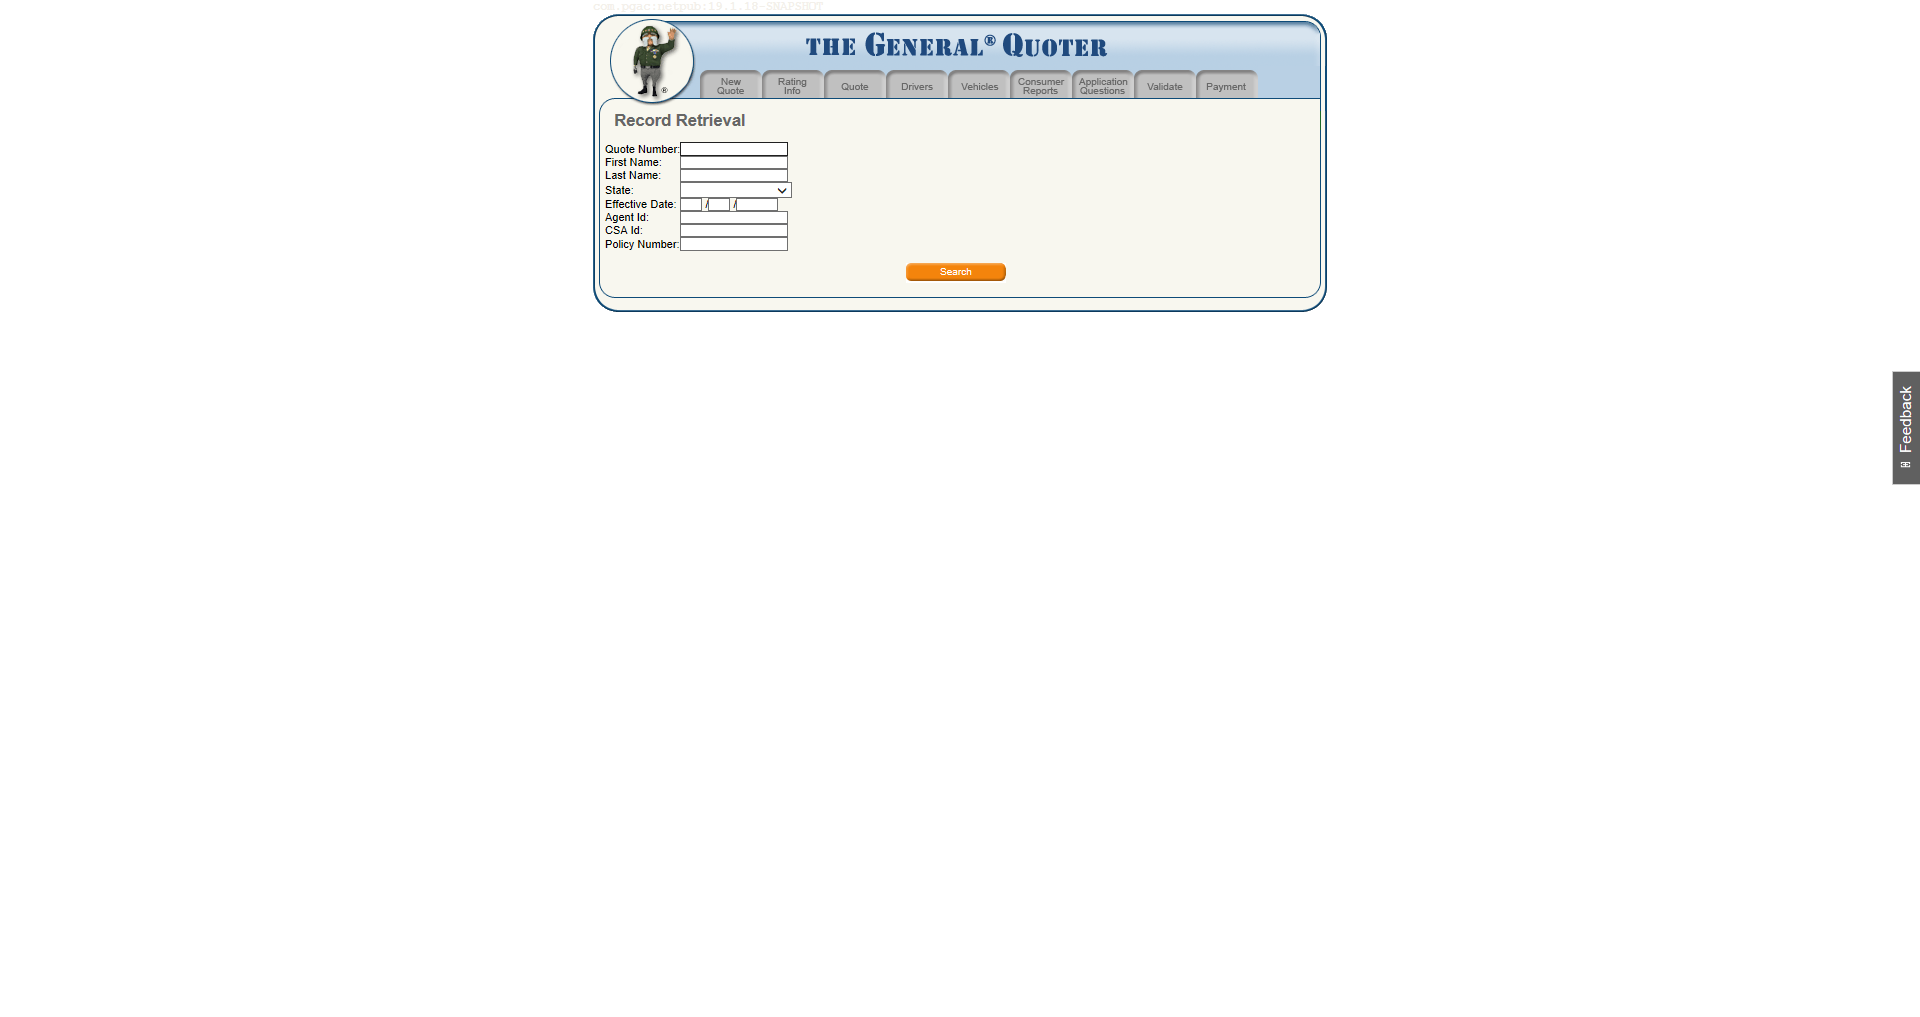 com.pgac:netpub:19.1.18-SNAPSHOT
THE GENERAL® QUOTER
®
New Quote
Rating Info
Quote
Drivers
Vehicles
Consumer Reports
Application Questions
Validate
Payment
Record Retrieval
Quote Number:
First Name:
Last Name:
State:
Effective Date: / /
Agent Id:
CSA Id:
Policy Number:
Search
Feedback